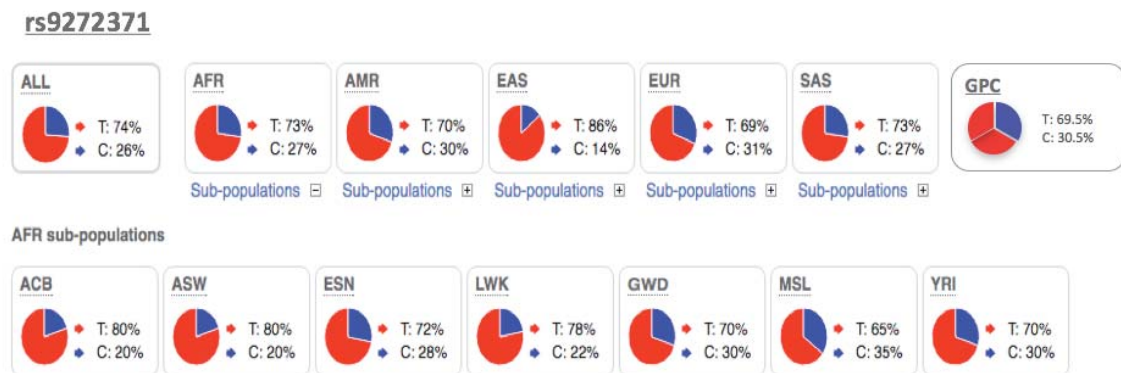 rs9272371
ALL AFR AMR EAS EUR SAS GPC
T: 74% T: 73% T: 70% T: 86% T: 69% T: 73% T: 69.5%
C: 26% C: 27% C: 30% C: 14% C: 31% C: 27% C: 30.5%
Sub-populations Sub-populations Sub-populations Sub-populations Sub-populations
AFR sub-populations
ACB ASW ESN LWK GWD MSL YRI
T: 80% T: 80% T: 72% T: 78% T: 70% T: 65% T: 70%
C: 20% C: 20% C: 28% C: 22% C: 30% C: 35% C: 30%